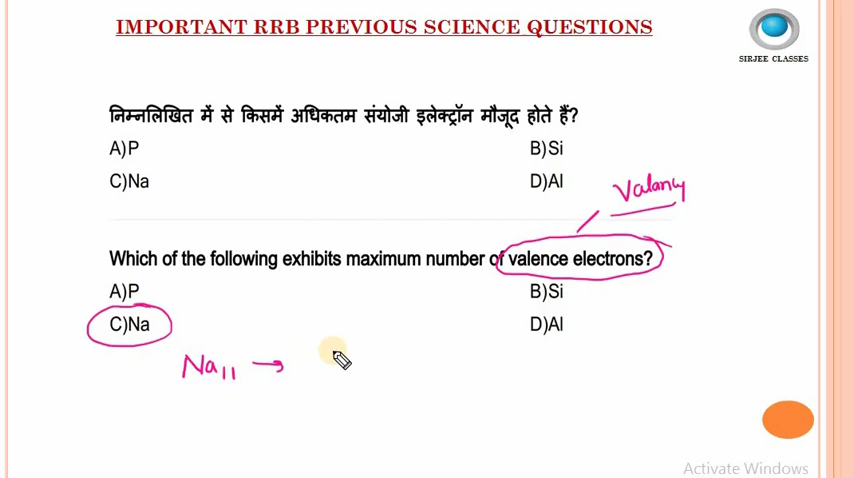 IMPORTANT RRB PREVIOUS SCIENCE QUESTIONS
SIRJEE CLASSES
निम्नलिखित में से किसमें अधिकतम संयोजी इलेक्ट्रॉन मौजूद होते हैं?
A)P B)Si
C)Na D)Al
Valancy
Which of the following exhibits maximum number of valence electrons?
A)P B)Si
C)Na D)Al
Na11 →
Activate Windows